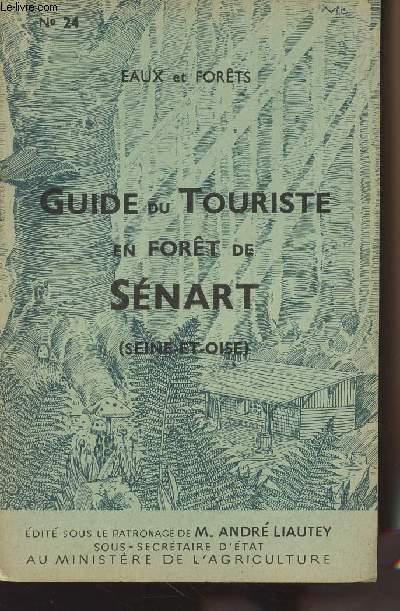 Le-livre.com
No 24
EAUX et FORÊTS
GUIDE DU TOURISTE
EN FORÊT DE
SÉNART
(SEINE-ET-OISE)
ÉDITÉ SOUS LE PATRONAGE DE M. ANDRÉ LIAUTEY
SOUS-SECRÉTAIRE D'ÉTAT
AU MINISTÈRE DE L'AGRICULTURE